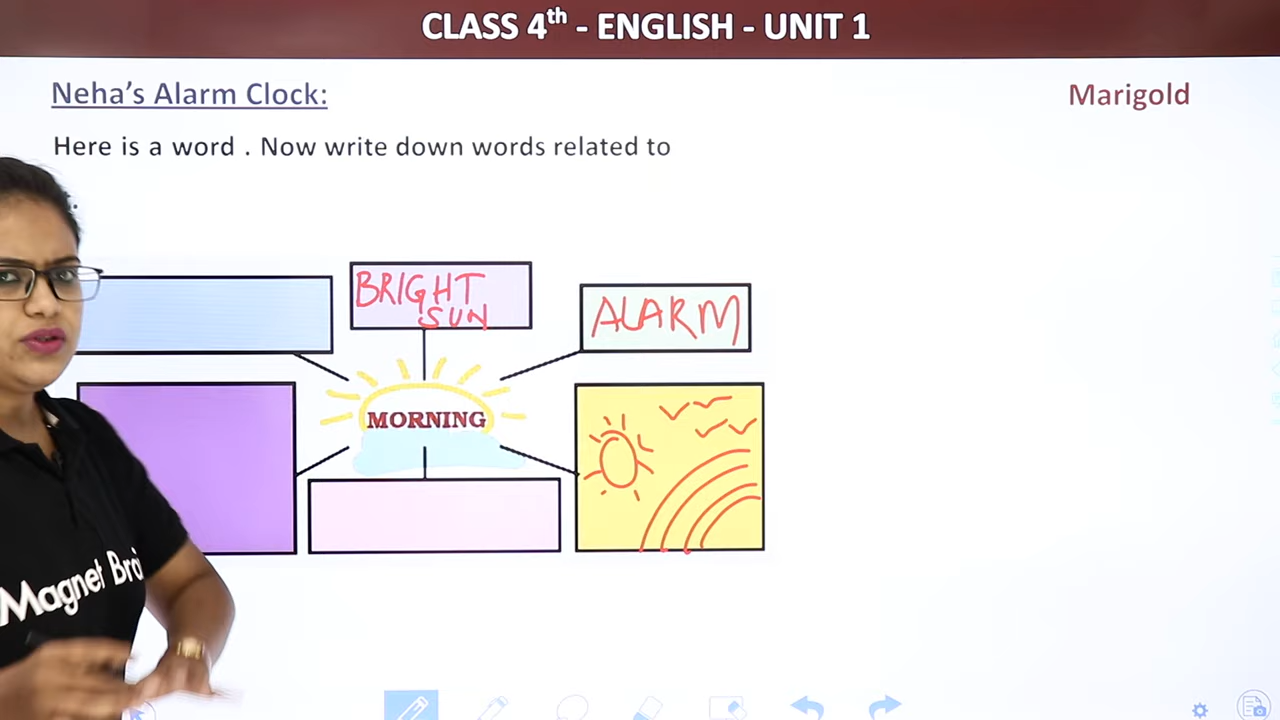 CLASS 4th - ENGLISH - UNIT 1
Neha's Alarm Clock:
Marigold
Here is a word . Now write down words related to
BRIGHT
SUN
ALARM
MORNING
Magnet